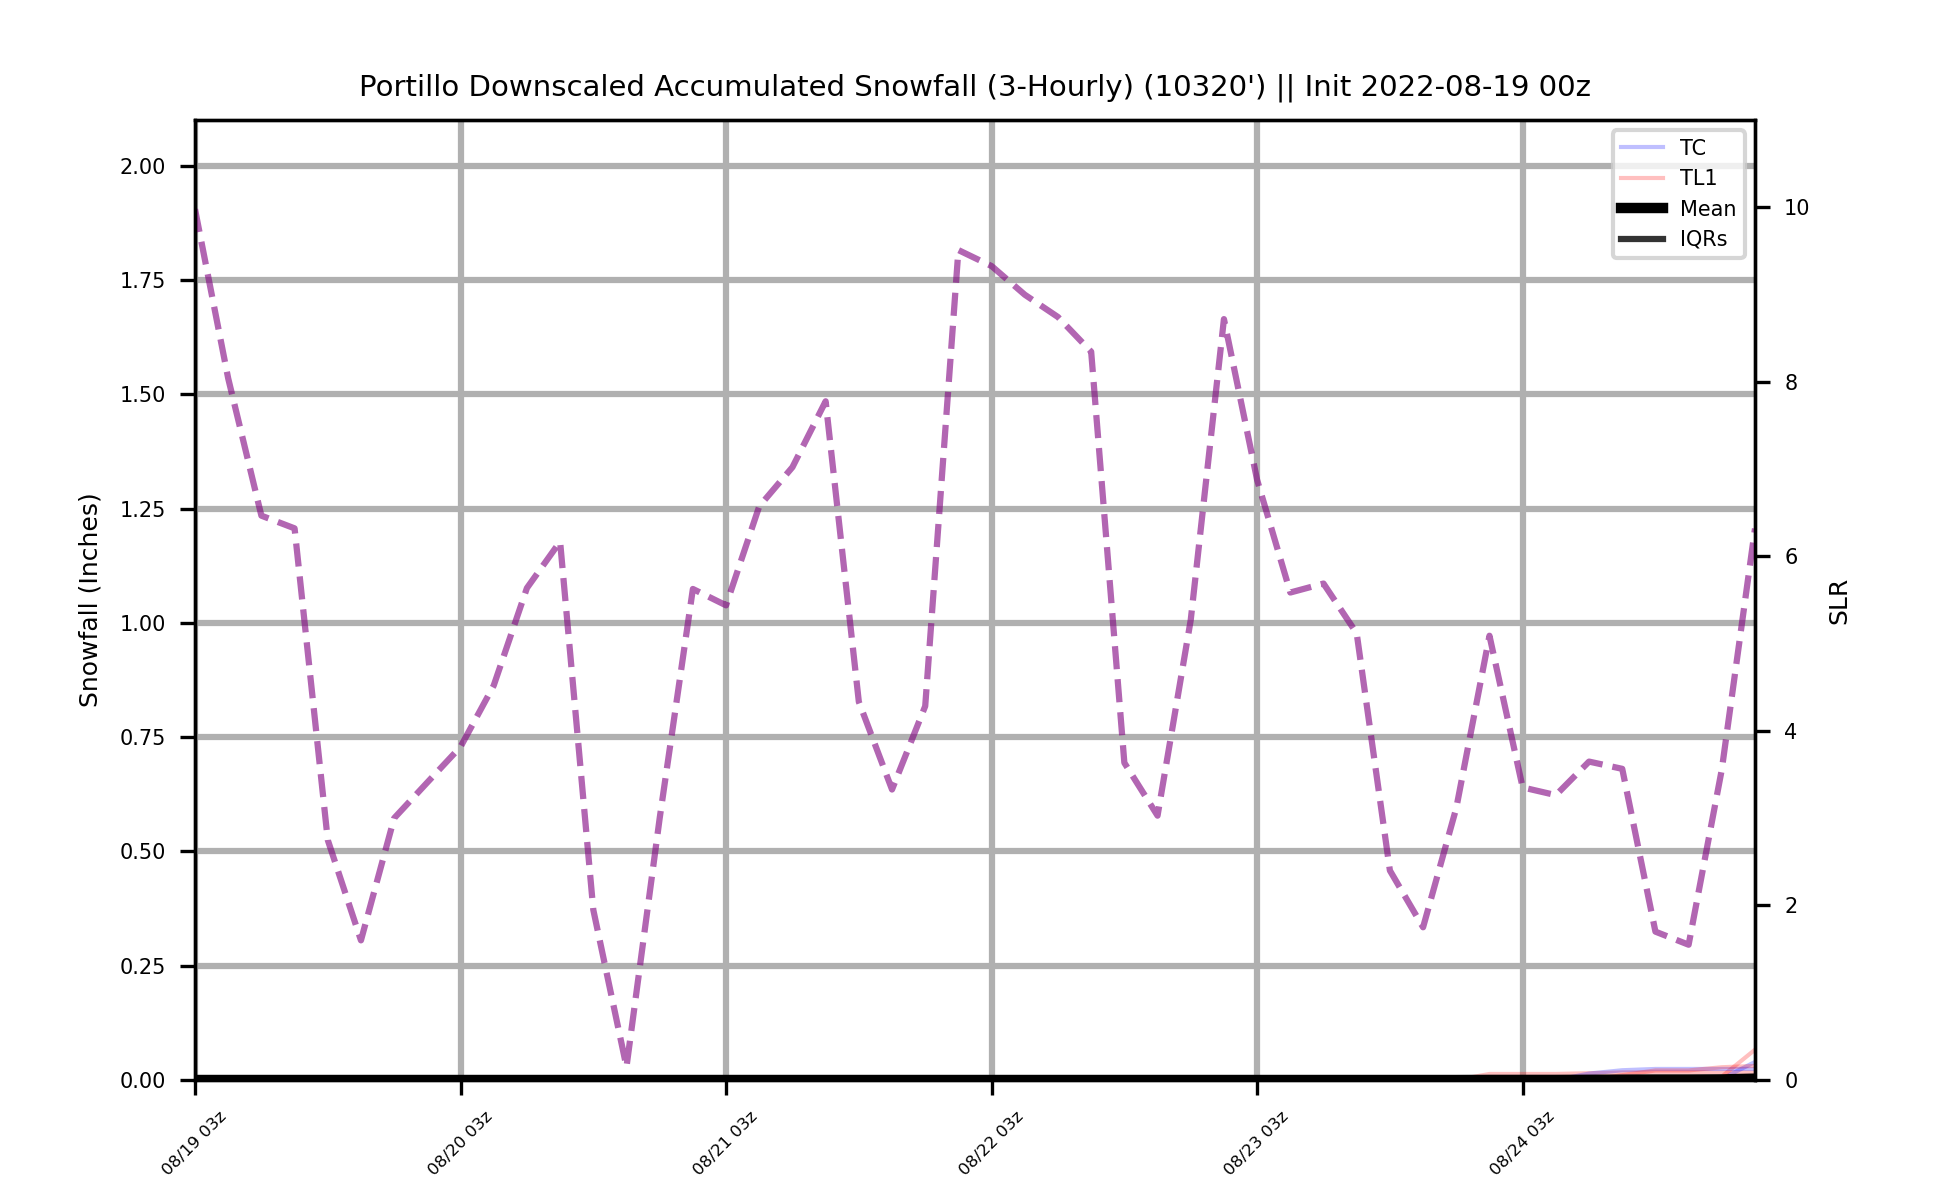 Portillo Downscaled Accumulated Snowfall (3-Hourly) (10320') || Init 2022-08-19 00z
TC
TL1
Mean
IQRs
Snowfall (Inches)
2.00
1.75
1.50
1.25
1.00
0.75
0.50
0.25
0.00
10
8
6
4
2
0
SLR
08/19 03z
08/20 03z
08/21 03z
08/22 03z
08/23 03z
08/24 03z